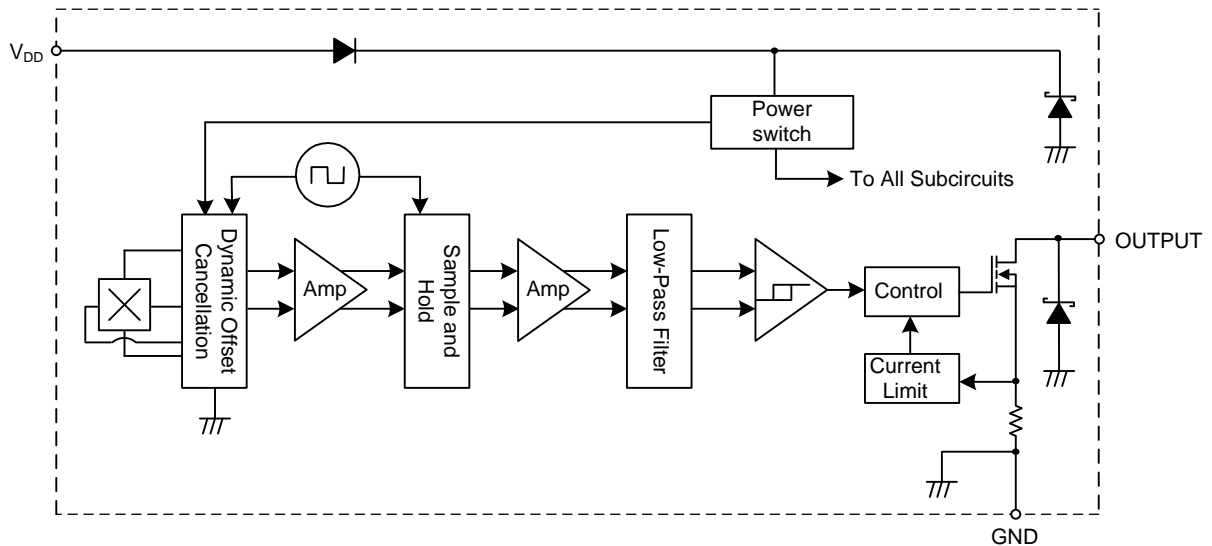 V_DD
Power
switch
To All Subcircuits
Dynamic Offset
Cancellation
Amp
Sample and
Hold
Amp
Low-Pass Filter
Control
Current
Limit
OUTPUT
GND